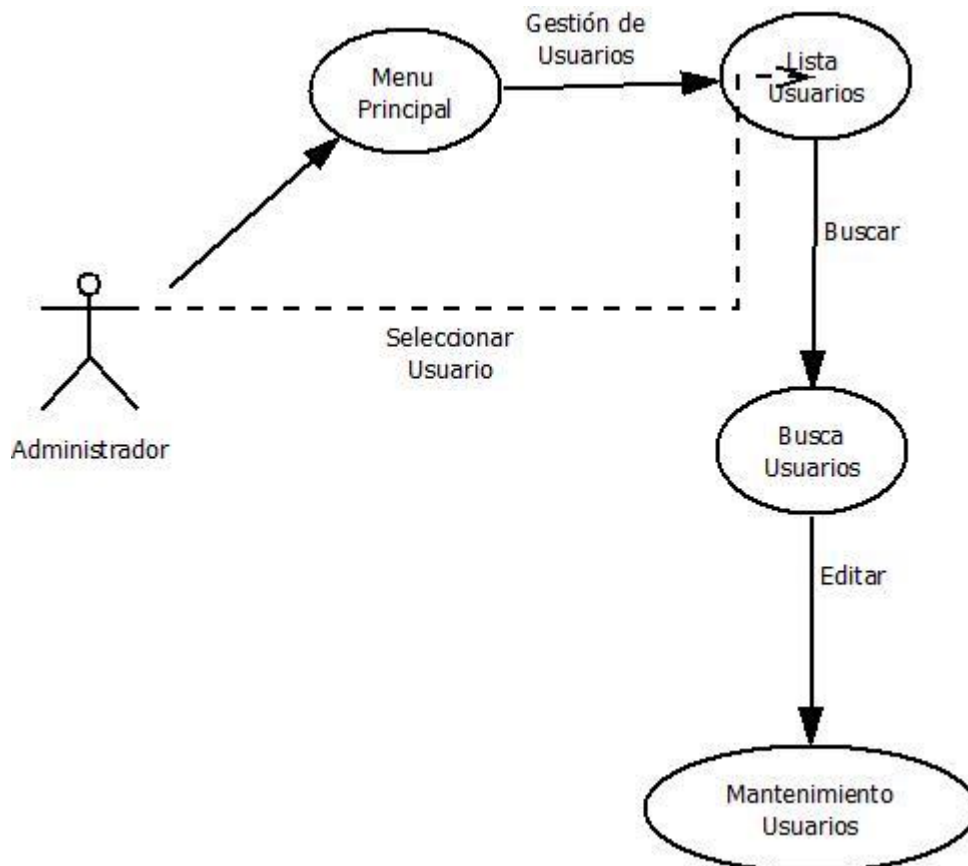 Gestión de
Usuarios
Menu
Principal
Lista
Usuarios
Buscar
Seleccionar
Usuario
Administrador
Busca
Usuarios
Editar
Mantenimiento
Usuarios